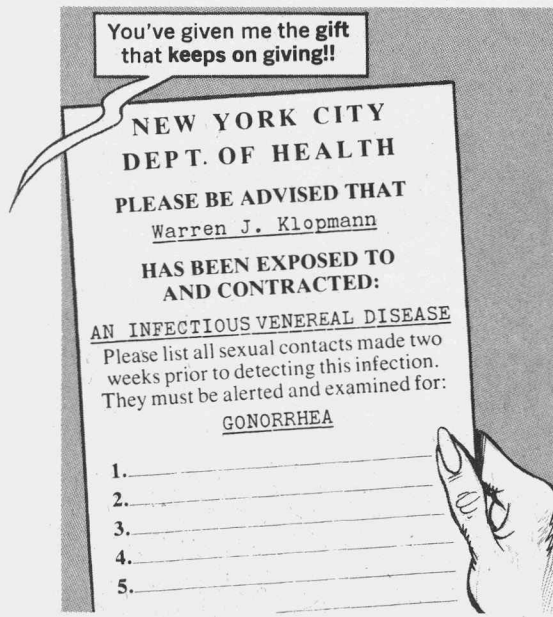 You've given me the gift
that keeps on giving!!
NEW YORK CITY
DEPT. OF HEALTH
PLEASE BE ADVISED THAT
Warren J. Klopmann
HAS BEEN EXPOSED TO
AND CONTRACTED:
AN INFECTIOUS VENEREAL DISEASE
Please list all sexual contacts made two
weeks prior to detecting this infection.
They must be alerted and examined for:
GONORRHEA
1.
2.
3.
4.
5.